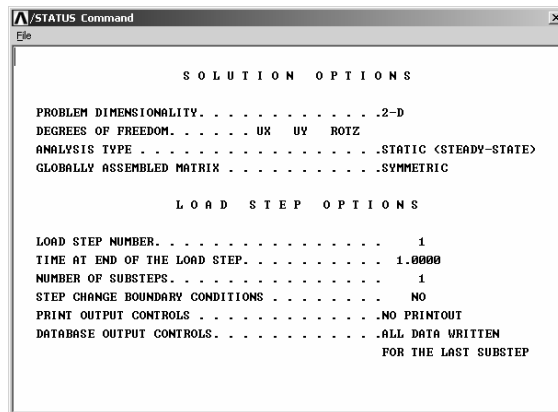 /STATUS Command
File
S O L U T I O N   O P T I O N S
PROBLEM DIMENSIONALITY. . . . . . . . . . . . .2-D
DEGREES OF FREEDOM. . . . . . UX   UY   ROTZ
ANALYSIS TYPE . . . . . . . . . . . . . . . . .STATIC (STEADY-STATE)
GLOBALLY ASSEMBLED MATRIX . . . . . . . . . . .SYMMETRIC
L O A D   S T E P   O P T I O N S
LOAD STEP NUMBER. . . . . . . . . . . . . . . . 1
TIME AT END OF THE LOAD STEP. . . . . . . . . . 1.0000
NUMBER OF SUBSTEPS. . . . . . . . . . . . . . . 1
STEP CHANGE BOUNDARY CONDITIONS . . . . . . . . NO
PRINT OUTPUT CONTROLS . . . . . . . . . . . . .NO PRINTOUT
DATABASE OUTPUT CONTROLS. . . . . . . . . . . .ALL DATA WRITTEN
FOR THE LAST SUBSTEP